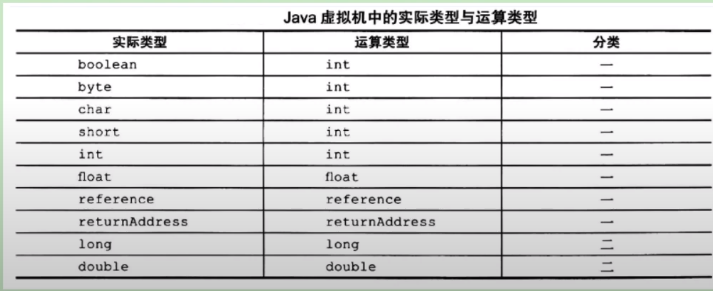 Java 虚拟机中的实际类型与运算类型
实际类型 运算类型 分类
boolean int 一
byte int 一
char int 一
short int 一
int int 一
float float 一
reference reference 一
returnAddress returnAddress 一
long long 二
double double 二